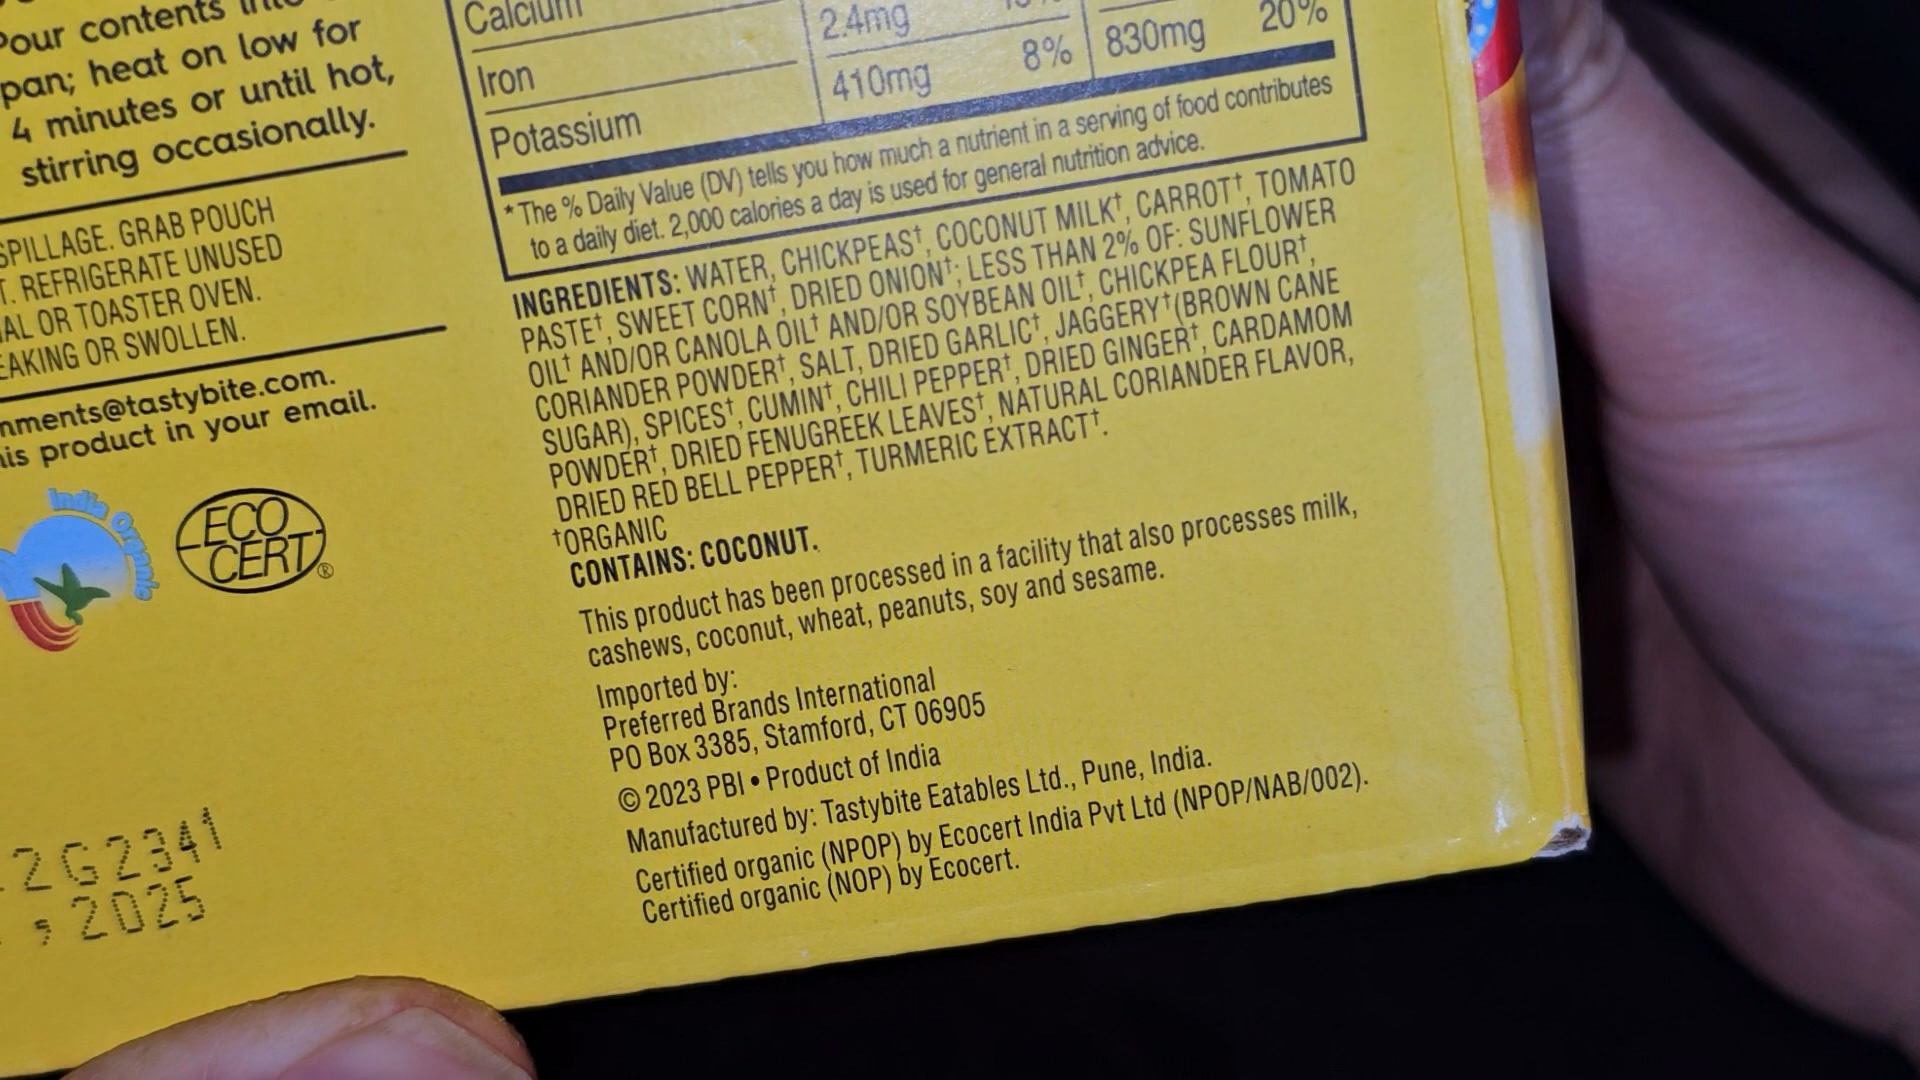 Pour contents into
pan; heat on low for
4 minutes or until hot,
stirring occasionally.
SPILLAGE. GRAB POUCH
T. REFRIGERATE UNUSED
OR TOASTER OVEN.
OR SWOLLEN.
@tastybite.com.
product in your email.
India Organic
ECO
CERT®
2G2341
, 2025
Calcium 2.4mg
Iron 410mg 8% 830mg 20%
Potassium
* The % Daily Value (DV) tells you how much a nutrient in a serving of food contributes
to a daily diet. 2,000 calories a day is used for general nutrition advice.
INGREDIENTS: WATER, CHICKPEAS†, COCONUT MILK†, CARROT†, TOMATO
PASTE†, SWEET CORN†, DRIED ONION†; LESS THAN 2% OF: SUNFLOWER
OIL† AND/OR CANOLA OIL† AND/OR SOYBEAN OIL†, CHICKPEA FLOUR†,
CORIANDER POWDER†, SALT, DRIED GARLIC†, JAGGERY†(BROWN CANE
SUGAR), SPICES†, CUMIN†, CHILI PEPPER†, DRIED GINGER†, CARDAMOM
POWDER†, DRIED FENUGREEK LEAVES†, NATURAL CORIANDER FLAVOR,
DRIED RED BELL PEPPER†, TURMERIC EXTRACT†.
†ORGANIC
CONTAINS: COCONUT.
This product has been processed in a facility that also processes milk,
cashews, coconut, wheat, peanuts, soy and sesame.
Imported by:
Preferred Brands International
PO Box 3385, Stamford, CT 06905
© 2023 PBI • Product of India
Manufactured by: Tastybite Eatables Ltd., Pune, India.
Certified organic (NPOP) by Ecocert India Pvt Ltd (NPOP/NAB/002).
Certified organic (NOP) by Ecocert.